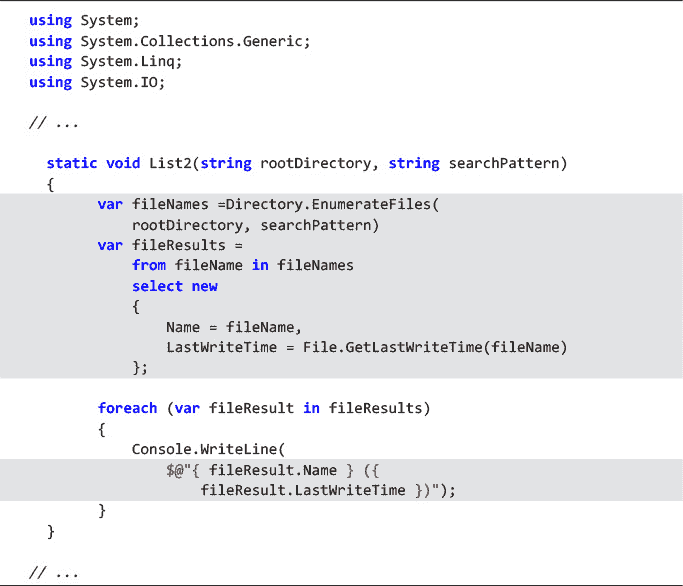 using System;
using System.Collections.Generic;
using System.Linq;
using System.IO;
// ...
static void List2(string rootDirectory, string searchPattern)
{
var fileNames =Directory.EnumerateFiles(
rootDirectory, searchPattern)
var fileResults =
from fileName in fileNames
select new
{
Name = fileName,
LastWriteTime = File.GetLastWriteTime(fileName)
};
foreach (var fileResult in fileResults)
{
Console.WriteLine(
$@"{ fileResult.Name } ({
fileResult.LastWriteTime })");
}
}
// ...